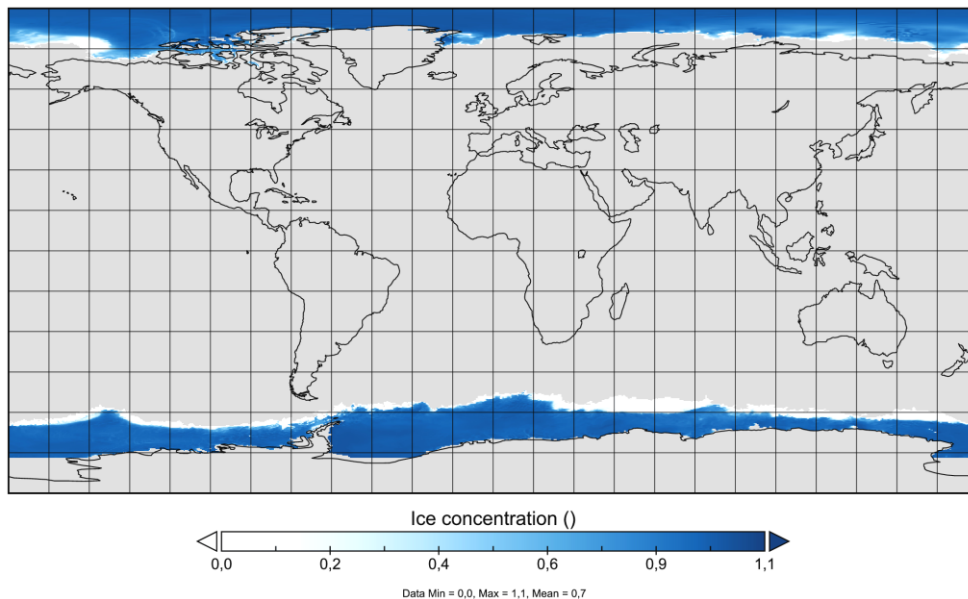 Ice concentration ()
0,0 0,2 0,4 0,6 0,9 1,1
Data Min = 0,0, Max = 1,1, Mean = 0,7